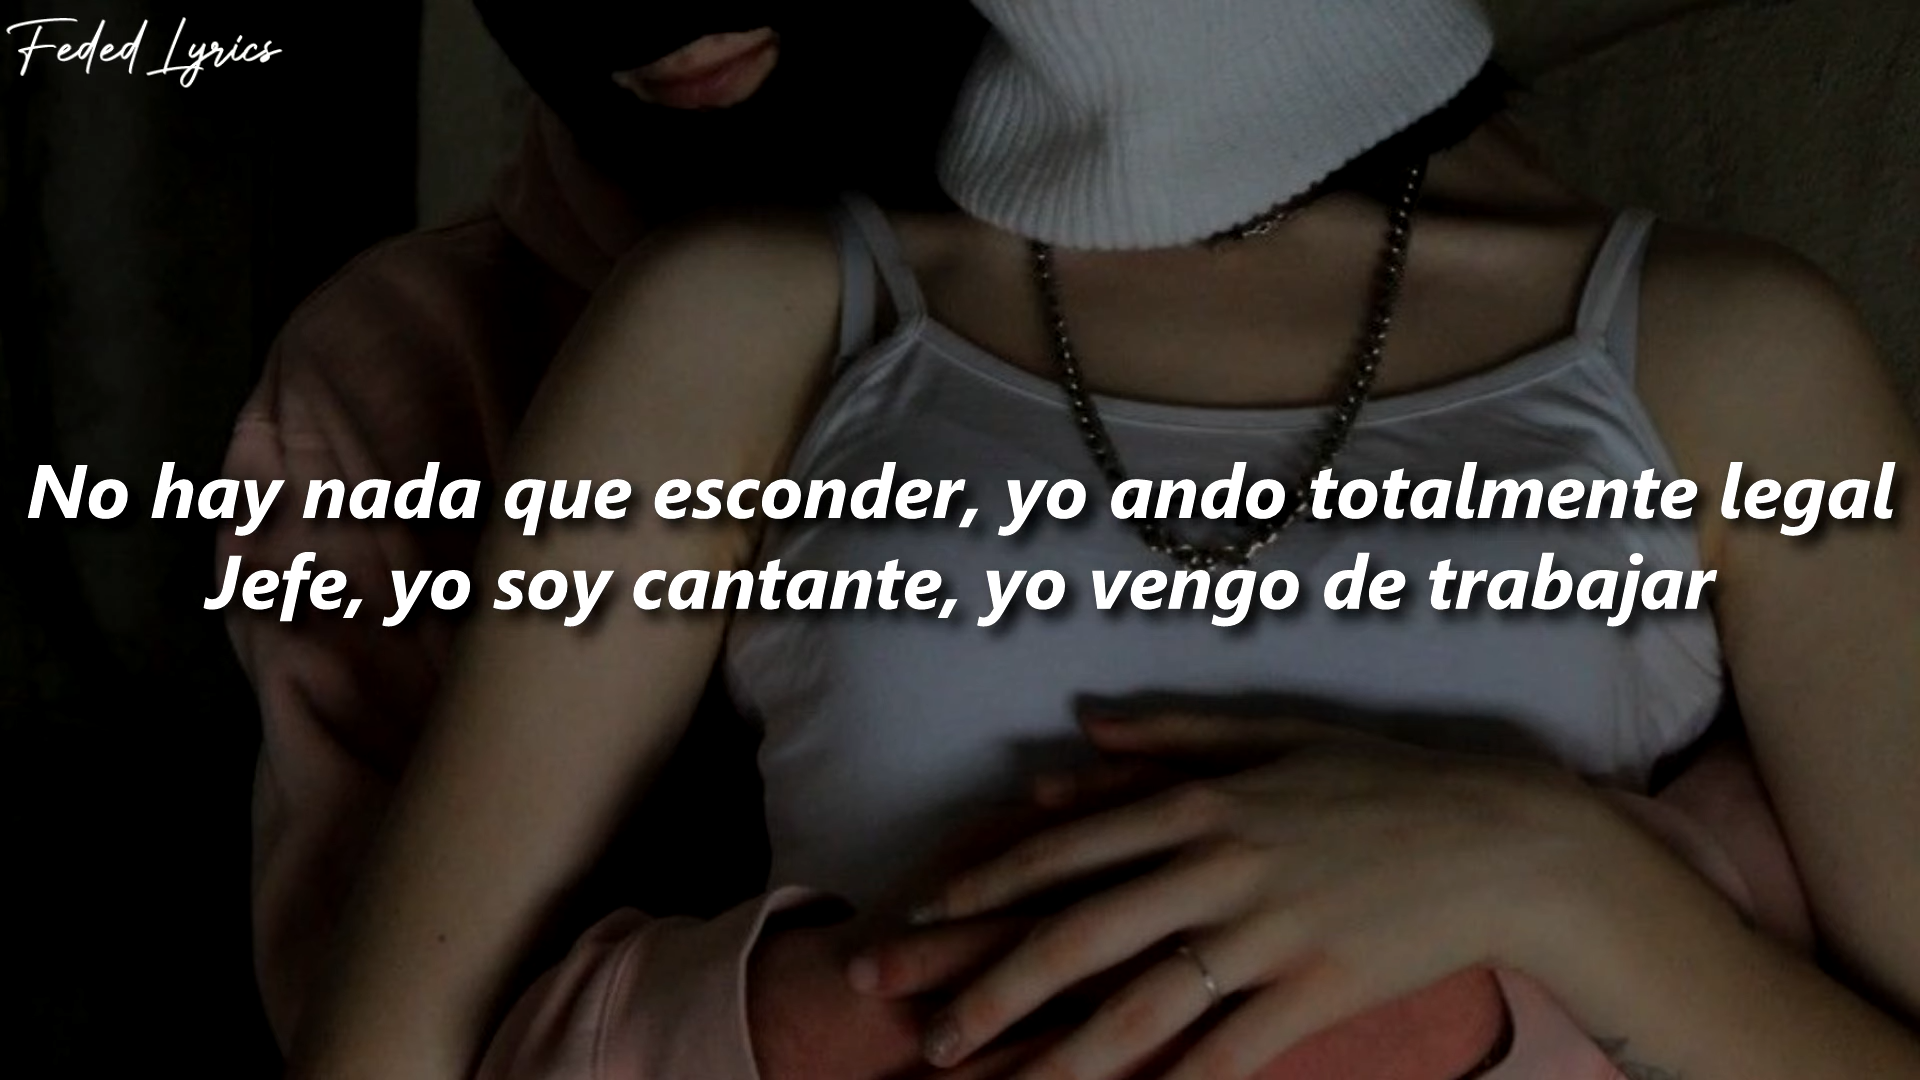 Feded Lyrics
No hay nada que esconder, yo ando totalmente legal
Jefe, yo soy cantante, yo vengo de trabajar